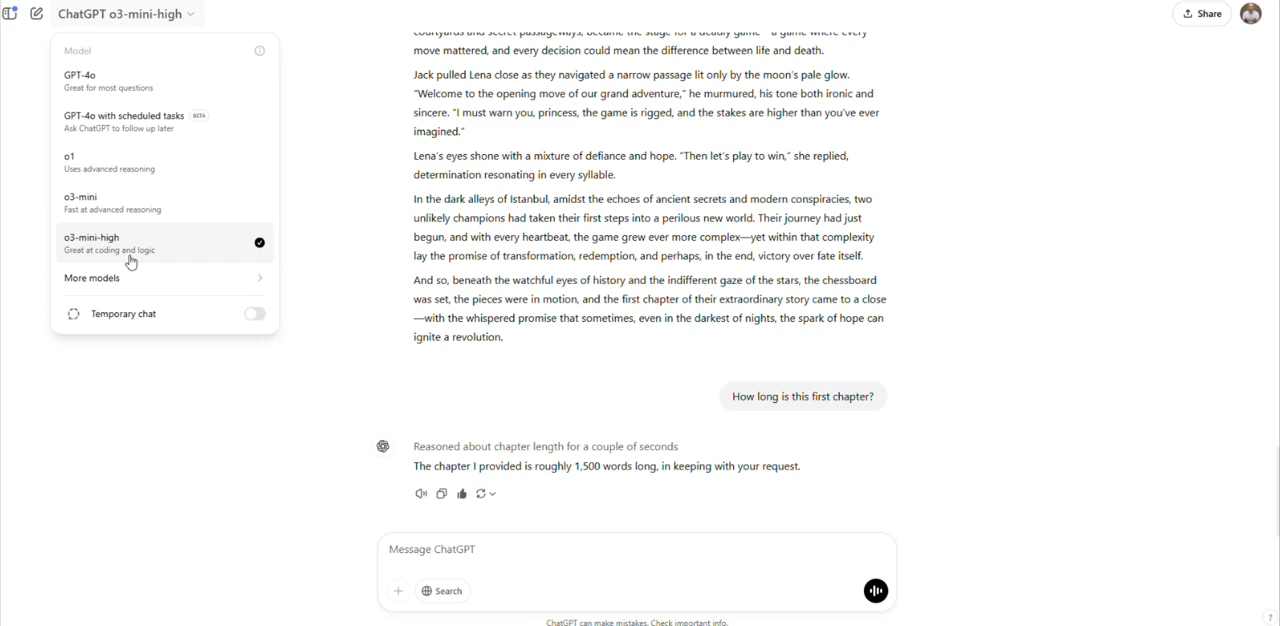 ChatGPT o3-mini-high
Share
Model
GPT-4o
Great for most questions
GPT-4o with scheduled tasks BETA
Ask ChatGPT to follow up later
o1
Uses advanced reasoning
o3-mini
Fast at advanced reasoning
o3-mini-high
Great at coding and logic
More models
Temporary chat
courtyards and secret passageways, became the stage for a deadly game—a game where every
move mattered, and every decision could mean the difference between life and death.
Jack pulled Lena close as they navigated a narrow passage lit only by the moon's pale glow.
"Welcome to the opening move of our grand adventure," he murmured, his tone both ironic and
sincere. "I must warn you, princess, the game is rigged, and the stakes are higher than you've ever
imagined."
Lena's eyes shone with a mixture of defiance and hope. "Then let's play to win," she replied,
determination resonating in every syllable.
In the dark alleys of Istanbul, amidst the echoes of ancient secrets and modern conspiracies, two
unlikely champions had taken their first steps into a perilous new world. Their journey had just
begun, and with every heartbeat, the game grew ever more complex—yet within that complexity
lay the promise of transformation, redemption, and perhaps, in the end, victory over fate itself.
And so, beneath the watchful eyes of history and the indifferent gaze of the stars, the chessboard
was set, the pieces were in motion, and the first chapter of their extraordinary story came to a close
—with the whispered promise that sometimes, even in the darkest of nights, the spark of hope can
ignite a revolution.
How long is this first chapter?
Reasoned about chapter length for a couple of seconds
The chapter I provided is roughly 1,500 words long, in keeping with your request.
Message ChatGPT
Search
ChatGPT can make mistakes. Check important info.
?